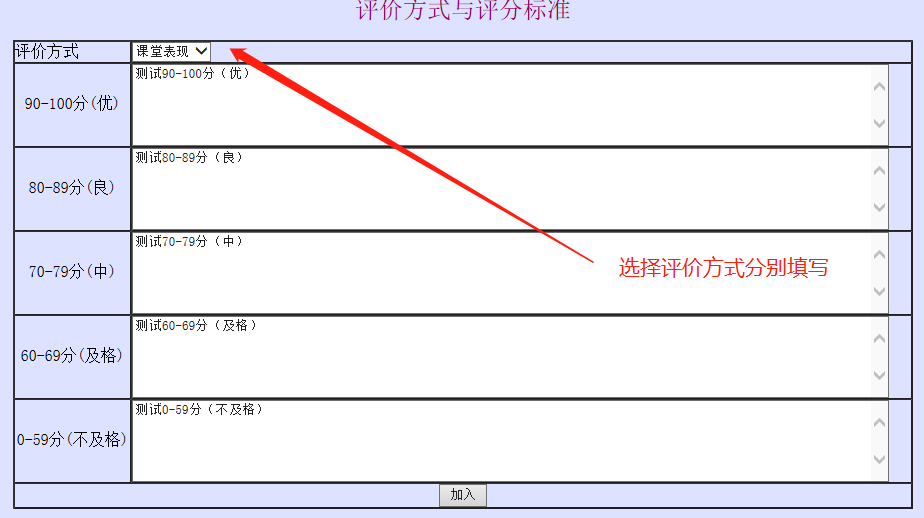 评价方式与评分标准
评价方式 课堂表现
90-100分(优) 测试90-100分（优）
80-89分(良) 测试80-89分（良）
70-79分(中) 测试70-79分（中）
选择评价方式分别填写
60-69分(及格) 测试60-69分（及格）
0-59分(不及格) 测试0-59分（不及格）
加入